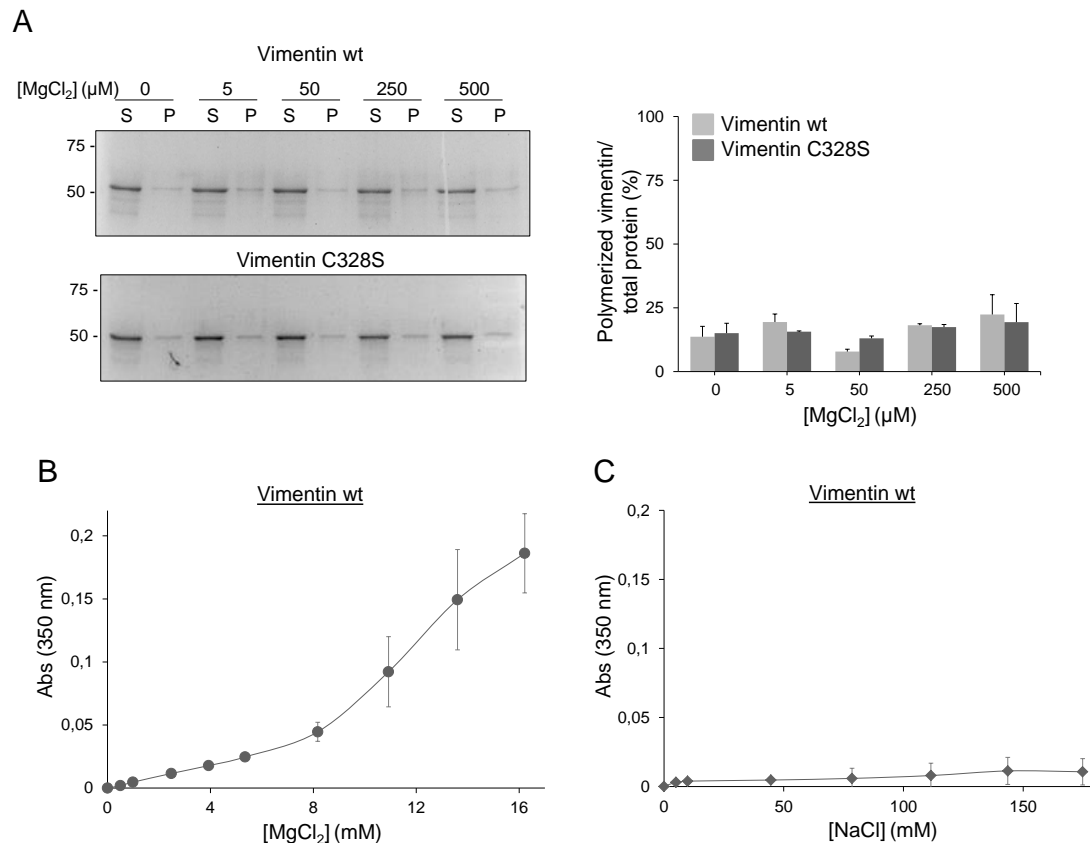 A
Vimentin wt
[MgCl₂] (µM) 0 5 50 250 500
S P S P S P S P S P
75 -
50 -
Vimentin C328S
75 -
50 -
Polymerized vimentin/
total protein (%)
100
75
50
25
0
Vimentin wt
Vimentin C328S
0 5 50 250 500
[MgCl₂] (µM)
B
Vimentin wt
Abs (350 nm)
0,2
0,15
0,1
0,05
0
0 4 8 12 16
[MgCl₂] (mM)
C
Vimentin wt
Abs (350 nm)
0,2
0,15
0,1
0,05
0
0 50 100 150
[NaCl] (mM)